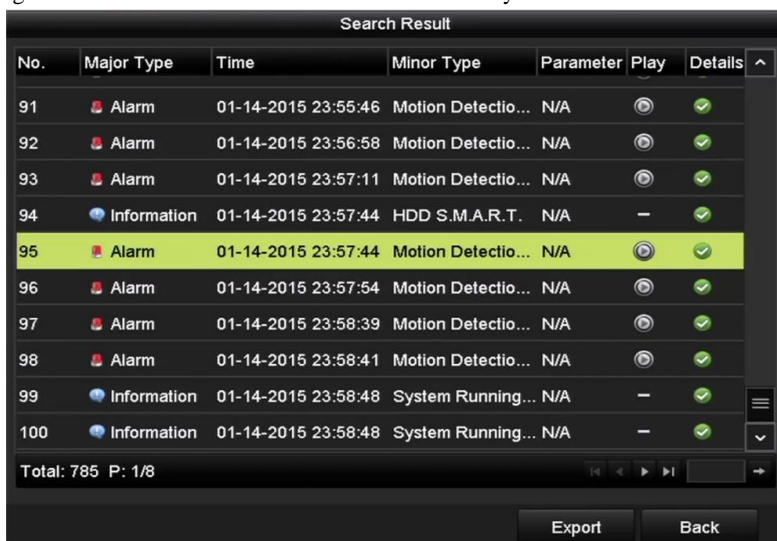 Search Result
No. Major Type Time Minor Type Parameter Play Details
91 Alarm 01-14-2015 23:55:46 Motion Detectio... N/A
92 Alarm 01-14-2015 23:56:58 Motion Detectio... N/A
93 Alarm 01-14-2015 23:57:11 Motion Detectio... N/A
94 Information 01-14-2015 23:57:44 HDD S.M.A.R.T. N/A –
95 Alarm 01-14-2015 23:57:44 Motion Detectio... N/A
96 Alarm 01-14-2015 23:57:54 Motion Detectio... N/A
97 Alarm 01-14-2015 23:58:39 Motion Detectio... N/A
98 Alarm 01-14-2015 23:58:41 Motion Detectio... N/A
99 Information 01-14-2015 23:58:48 System Running... N/A –
100 Information 01-14-2015 23:58:48 System Running... N/A –
Total: 785 P: 1/8
Export Back